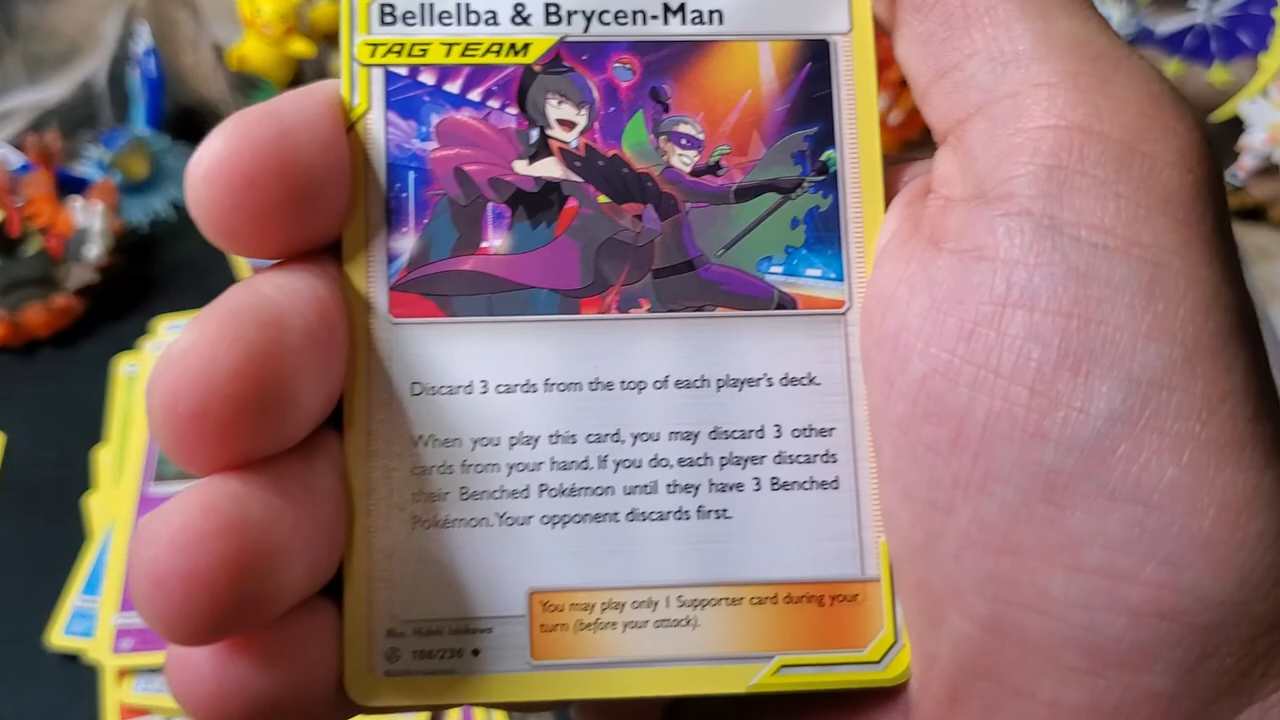 Bellelba & Brycen-Man
TAG TEAM
Discard 3 cards from the top of each player's deck.
When you play this card, you may discard 3 other
cards from your hand. If you do, each player discards
their Benched Pokémon until they have 3 Benched
Pokémon. Your opponent discards first.
You may play only 1 Supporter card during your
turn (before your attack).
Illus. Hideki Ishikawa
186/236